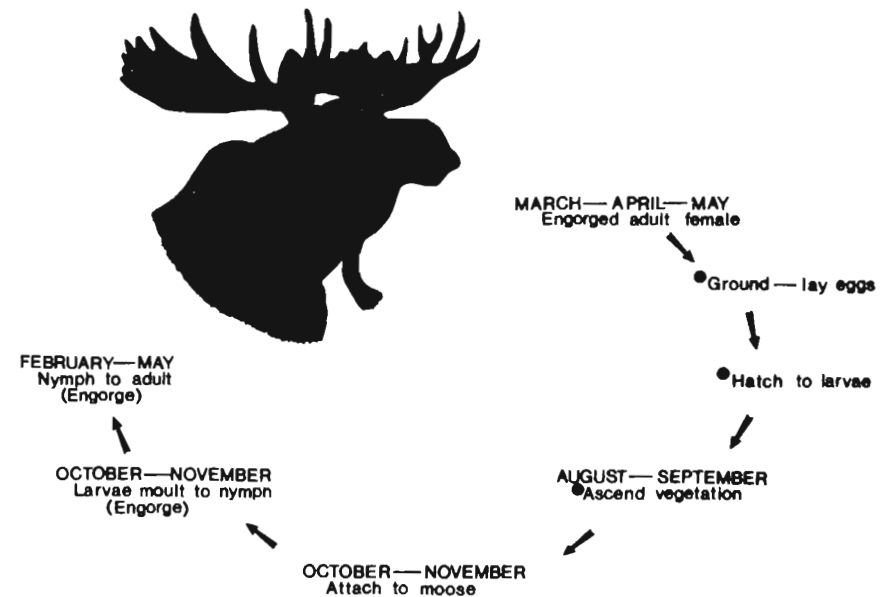 MARCH — APRIL — MAY
Engorged adult female
Ground — lay eggs
Hatch to larvae
AUGUST — SEPTEMBER
Ascend vegetation
OCTOBER — NOVEMBER
Attach to moose
OCTOBER — NOVEMBER
Larvae moult to nymph
(Engorge)
FEBRUARY — MAY
Nymph to adult
(Engorge)